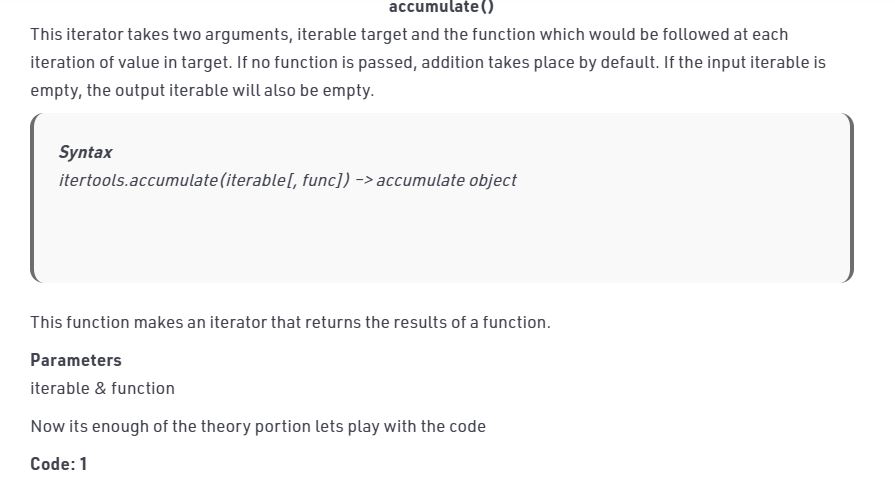 accumulate()
This iterator takes two arguments, iterable target and the function which would be followed at each
iteration of value in target. If no function is passed, addition takes place by default. If the input iterable is
empty, the output iterable will also be empty.
Syntax
itertools.accumulate(iterable[, func]) –> accumulate object
This function makes an iterator that returns the results of a function.
Parameters
iterable & function
Now its enough of the theory portion lets play with the code
Code: 1